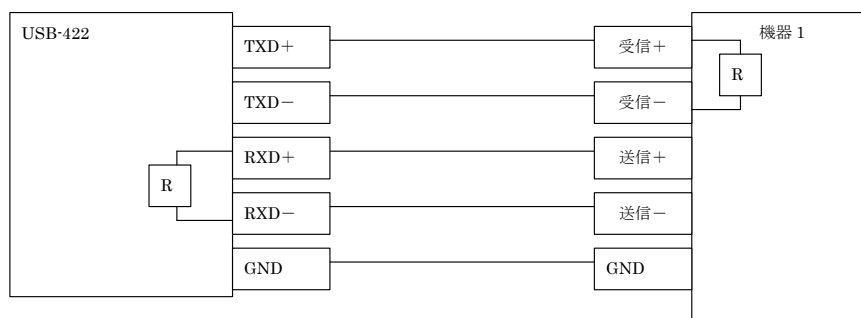 USB-422
機器 1
TXD+
受信+
R
TXD-
受信-
RXD+
送信+
R
RXD-
送信-
GND
GND